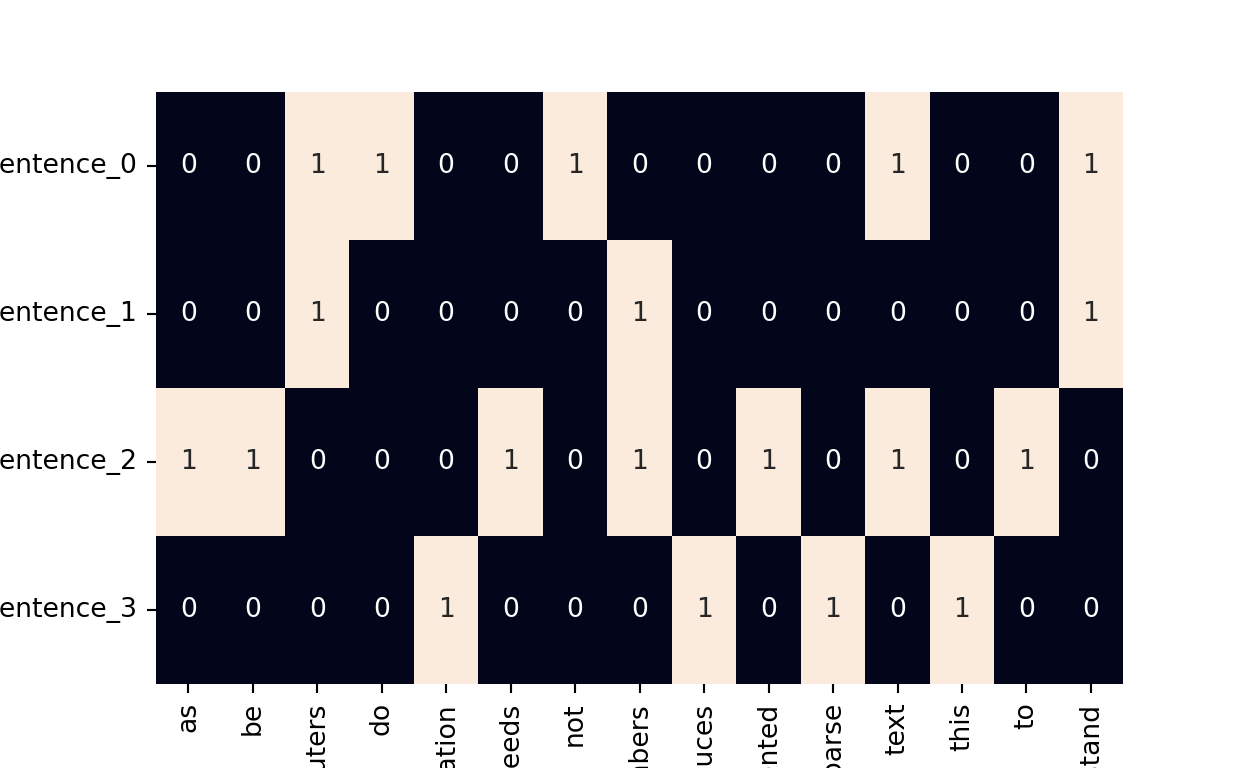 entence_0 0 0 1 1 0 0 1 0 0 0 0 1 0 0 1
entence_1 0 0 1 0 0 0 0 1 0 0 0 0 0 0 1
entence_2 1 1 0 0 0 1 0 1 0 1 0 1 0 1 0
entence_3 0 0 0 0 1 0 0 0 1 0 1 0 1 0 0
as be uters do ation eeds not nbers uces nted parse text this to tand